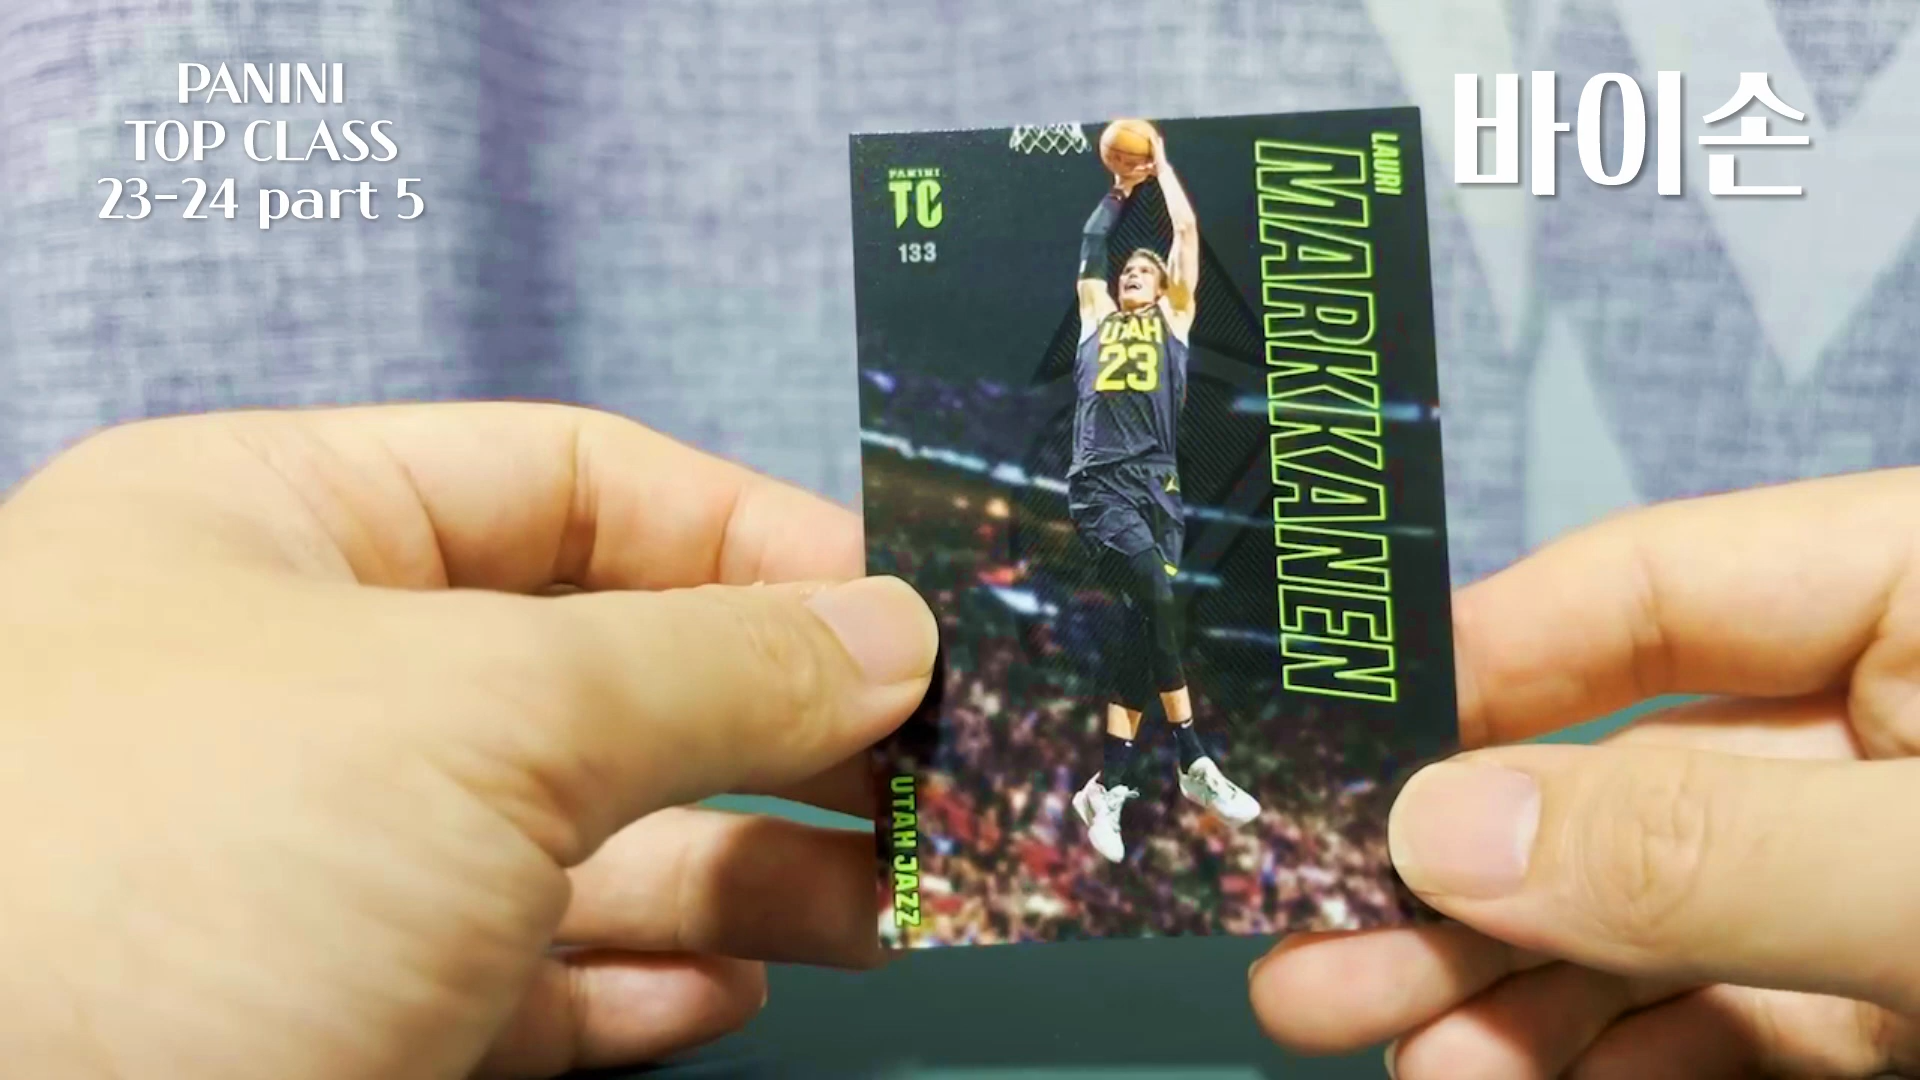 PANINI
TOP CLASS
23-24 part 5
바이손
PANINI
TC
133
LAURI
MARKKANEN
UTAH
23
UTAH JAZZ